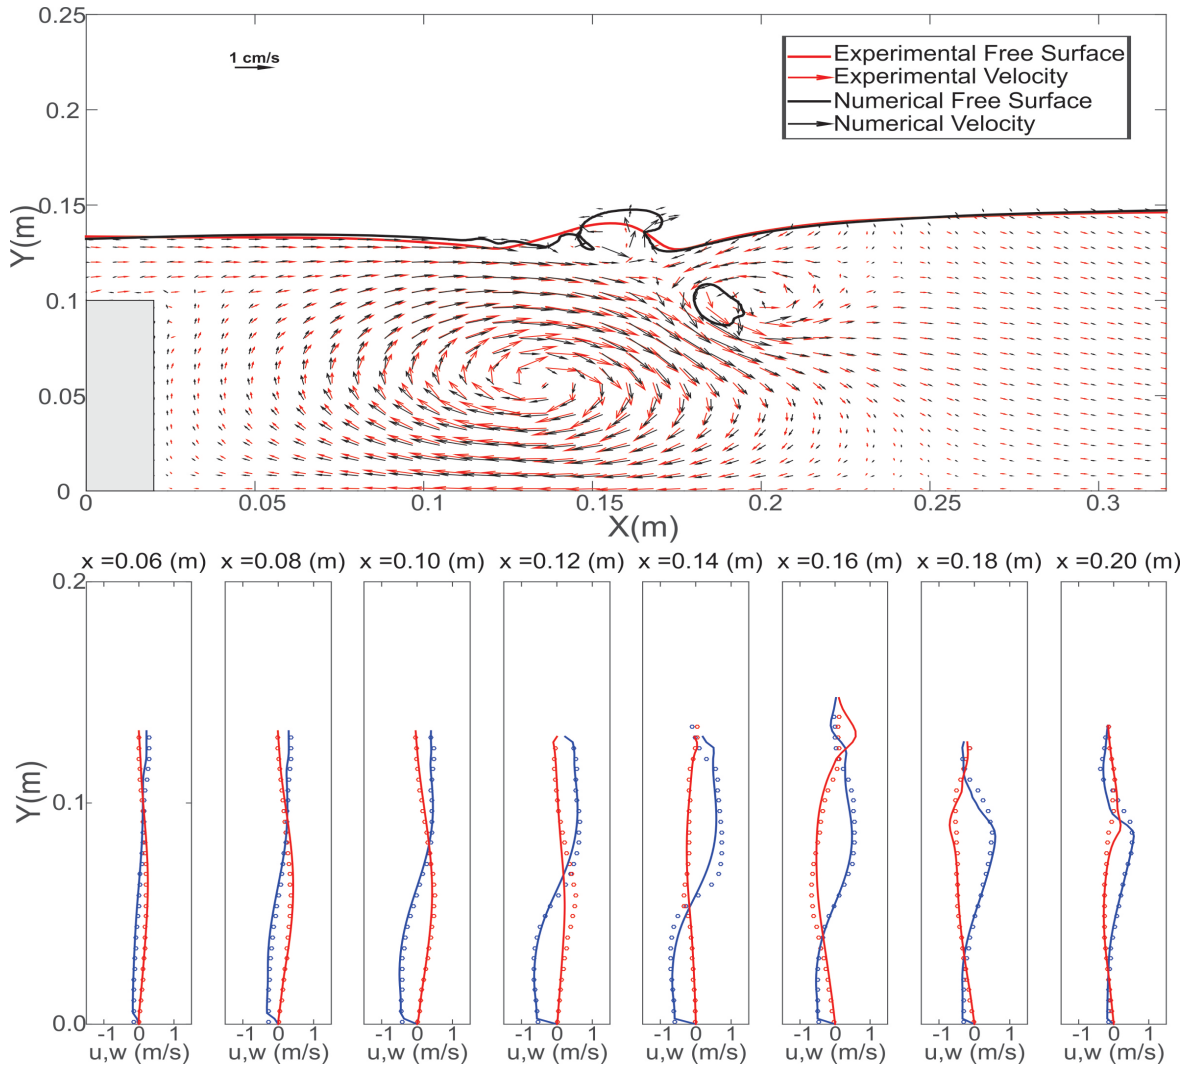 0.25
1 cm/s
Experimental Free Surface
Experimental Velocity
Numerical Free Surface
Numerical Velocity
0.2
0.15
Y(m)
0.1
0.05
0
0 0.05 0.1 0.15 0.2 0.25 0.3
X(m)
x =0.06 (m) x =0.08 (m) x =0.10 (m) x =0.12 (m) x =0.14 (m) x =0.16 (m) x =0.18 (m) x =0.20 (m)
0.2
Y(m)
0.1
0.0
-1 0 1 -1 0 1 -1 0 1 -1 0 1 -1 0 1 -1 0 1 -1 0 1 -1 0 1
u,w (m/s) u,w (m/s) u,w (m/s) u,w (m/s) u,w (m/s) u,w (m/s) u,w (m/s) u,w (m/s)